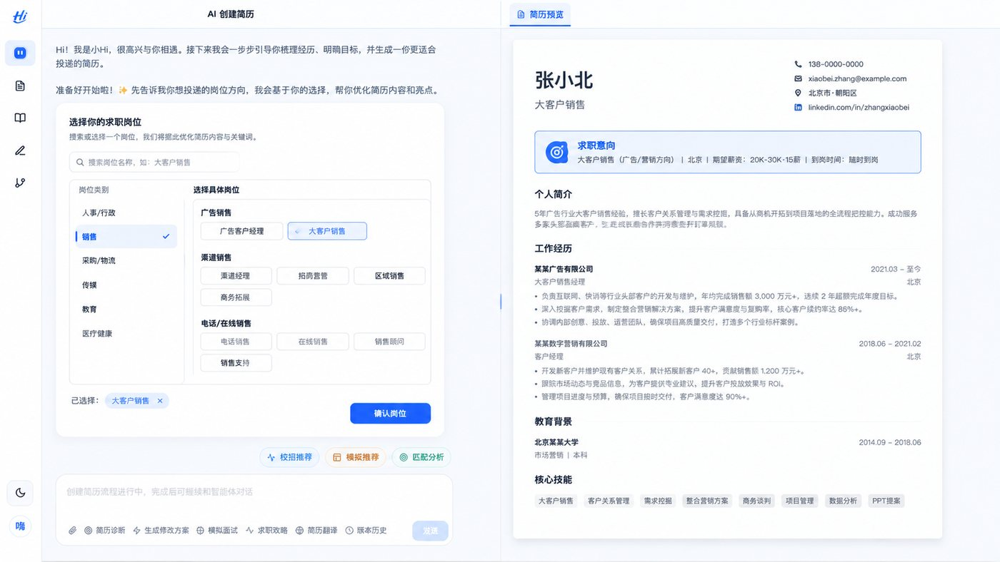 Hi
AI 创建简历
Hi！我是小Hi，很高兴与你相遇。接下来我会一步步引导你梳理经历、明确目标，并生成一份更适合
投递的简历。
准备好开始啦！✨ 先告诉我你想投递的岗位方向，我会基于你的选择，帮你优化简历内容和亮点。
选择你的求职岗位
搜索或选择一个岗位，我们将据此优化简历内容与关键词。
搜索岗位名称，如：大客户销售
岗位类别
人事/行政
销售
采购/物流
传媒
教育
医疗健康
选择具体岗位
广告销售
广告客户经理
大客户销售
渠道销售
渠道经理
区域销售
商务拓展
电话/在线销售
电话销售
在线销售
销售顾问
销售支持
已选择：
大客户销售 ×
确认岗位
校招推荐
模拟推荐
匹配分析
创建简历流程进行中，完成后可继续和智能体对话
简历诊断
生成修改方案
模拟面试
求职攻略
简历翻译
版本历史
发送
嗨
简历预览
张小北
大客户销售
138-0000-0000
xiaobei.zhang@example.com
北京市·朝阳区
linkedin.com/in/zhangxiaobei
求职意向
大客户销售（广告/营销方向） | 北京 | 期望薪资：20K-30K·15薪 | 到岗时间：随时到岗
个人简介
5年广告行业大客户销售经验，擅长客户关系管理与需求挖掘，具备从商机开拓到项目落地的全流程把控能力。成功服务
多家头部品牌客户，
工作经历
某某广告有限公司
2021.03 – 至今
大客户销售经理
北京
• 负责互联网、快消等行业头部客户的开发与维护，年均完成销售额 3,000 万元+，连续 2 年超额完成年度目标。
• 深入挖掘客户需求，制定整合营销解决方案，提升客户满意度与复购率，核心客户续约率达 85%+。
• 协调内部创意、投放、运营团队，确保项目高质量交付，打造多个行业标杆案例。
某某数字营销有限公司
2018.06 – 2021.02
客户经理
北京
• 开发新客户并维护现有客户关系，累计拓展新客户 40+，贡献销售额 1,200 万元+。
• 跟踪市场动态与竞品信息，为客户提供专业建议，提升客户投放效果与 ROI。
• 管理项目进度与预算，确保项目按时交付，客户满意度达 90%+。
教育背景
北京某某大学
2014.09 – 2018.06
市场营销 | 本科
核心技能
大客户销售
客户关系管理
需求挖掘
整合营销方案
商务谈判
项目管理
数据分析
PPT提案